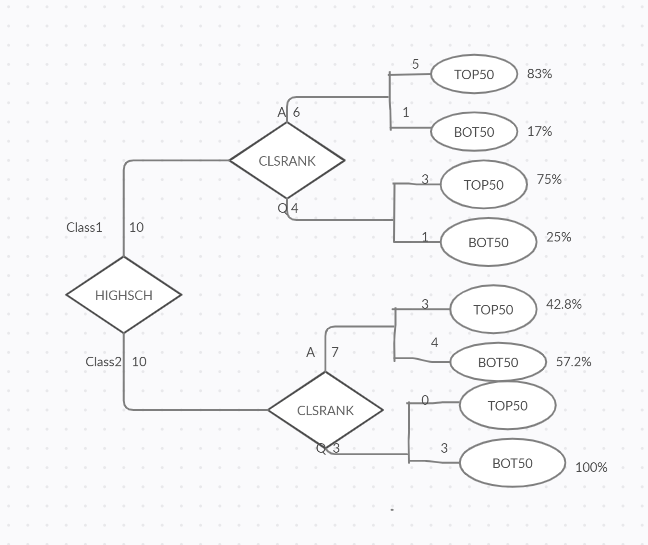 5
TOP50 83%
A 6
1
CLSRANK
BOT50 17%
3
TOP50 75%
Q 4
Class1 10
1
BOT50 25%
HIGHSCH
3
TOP50 42.8%
A 7
4
Class2 10
BOT50 57.2%
0
TOP50
CLSRANK
Q 3
3
BOT50 100%